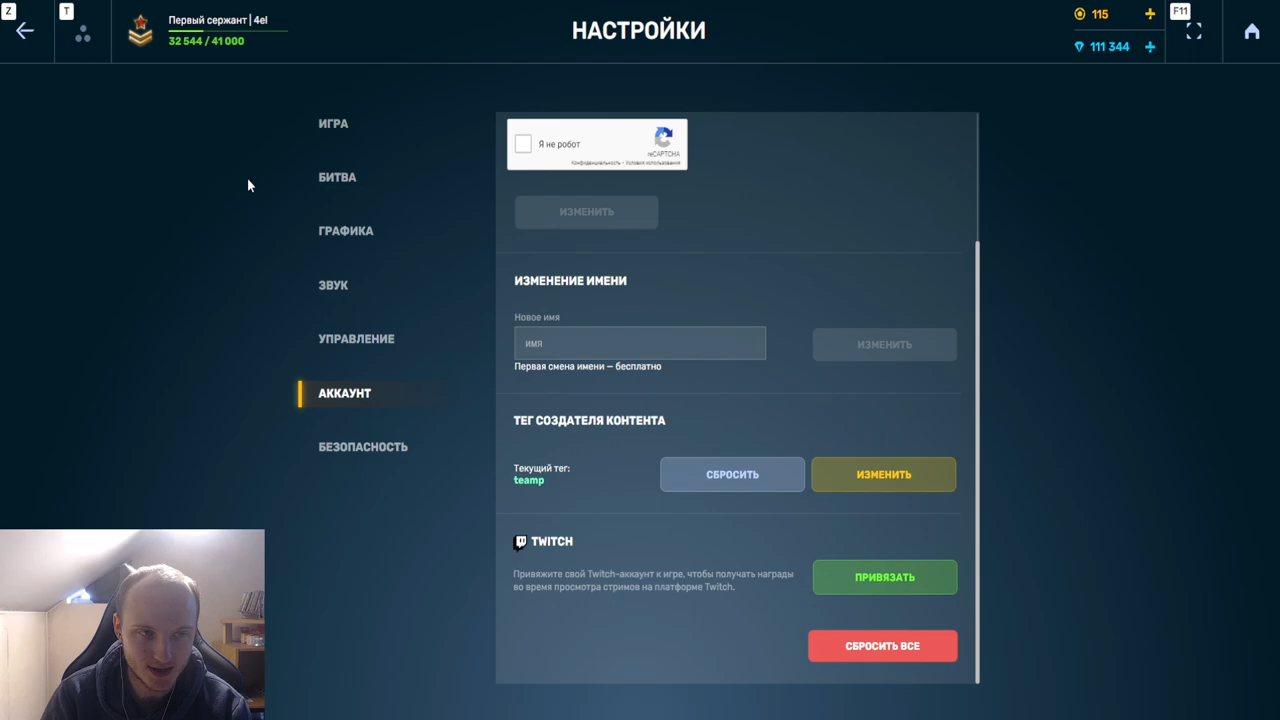 Z
T
Первый сержант | 4el
32 544 / 41 000
НАСТРОЙКИ
115
111 344
F11
ИГРА
БИТВА
ГРАФИКА
ЗВУК
УПРАВЛЕНИЕ
АККАУНТ
БЕЗОПАСНОСТЬ
Я не робот
reCAPTCHA
Конфиденциальность - Условия использования
ИЗМЕНИТЬ
ИЗМЕНЕНИЕ ИМЕНИ
Новое имя
ИМЯ
ИЗМЕНИТЬ
Первая смена имени — бесплатно
ТЕГ СОЗДАТЕЛЯ КОНТЕНТА
Текущий тег:
teamp
СБРОСИТЬ
ИЗМЕНИТЬ
TWITCH
Привяжите свой Twitch-аккаунт к игре, чтобы получать награды
во время просмотра стримов на платформе Twitch.
ПРИВЯЗАТЬ
СБРОСИТЬ ВСЕ